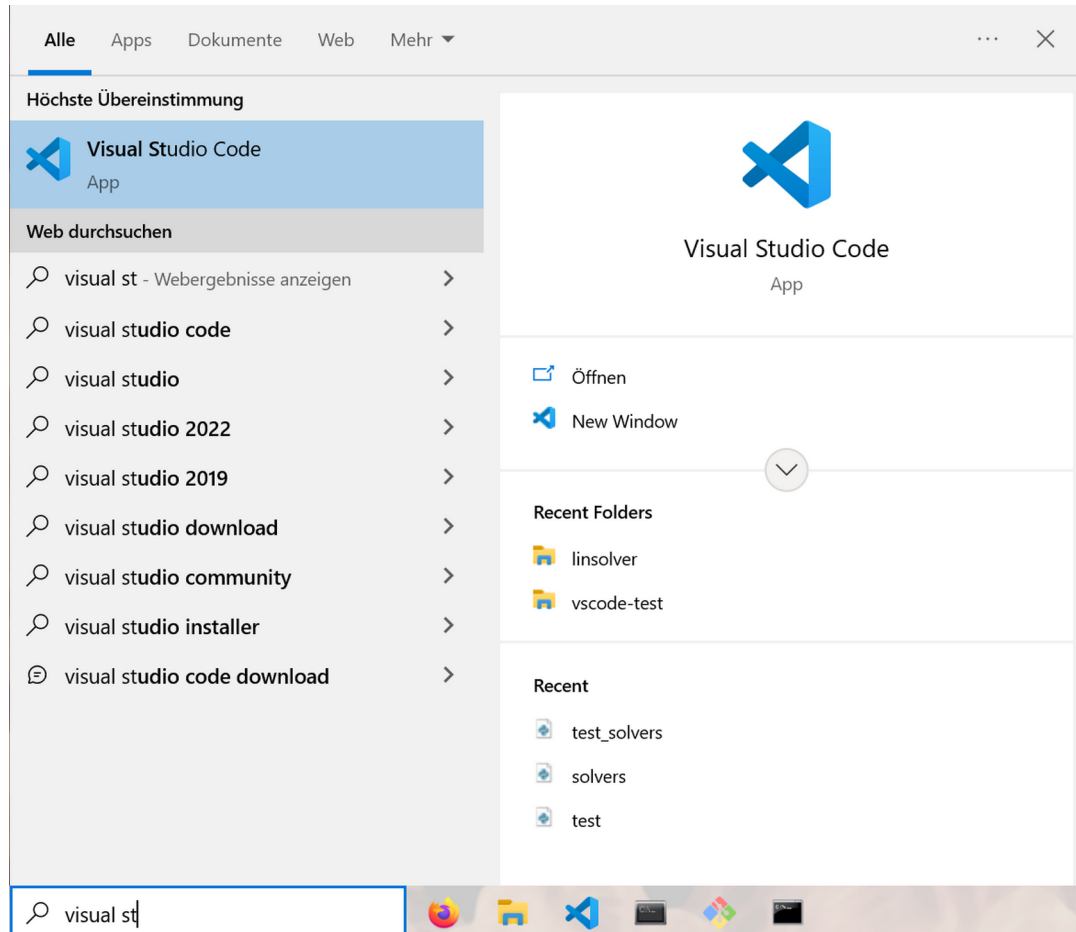 Alle Apps Dokumente Web Mehr
Höchste Übereinstimmung
Visual Studio Code
App
Web durchsuchen
visual st - Webergebnisse anzeigen
visual studio code
visual studio
visual studio 2022
visual studio 2019
visual studio download
visual studio community
visual studio installer
visual studio code download
Visual Studio Code
App
Öffnen
New Window
Recent Folders
linsolver
vscode-test
Recent
test_solvers
solvers
test
visual st